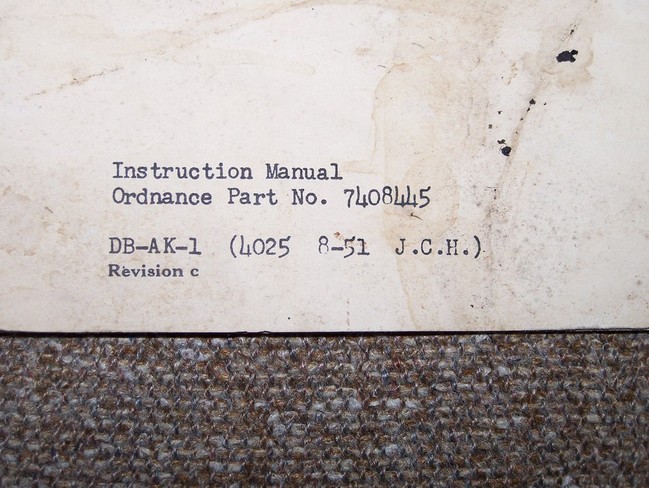 Instruction Manual
Ordnance Part No. 7408445
DB-AK-1 (4025 8-51 J.C.H.)
Revision c